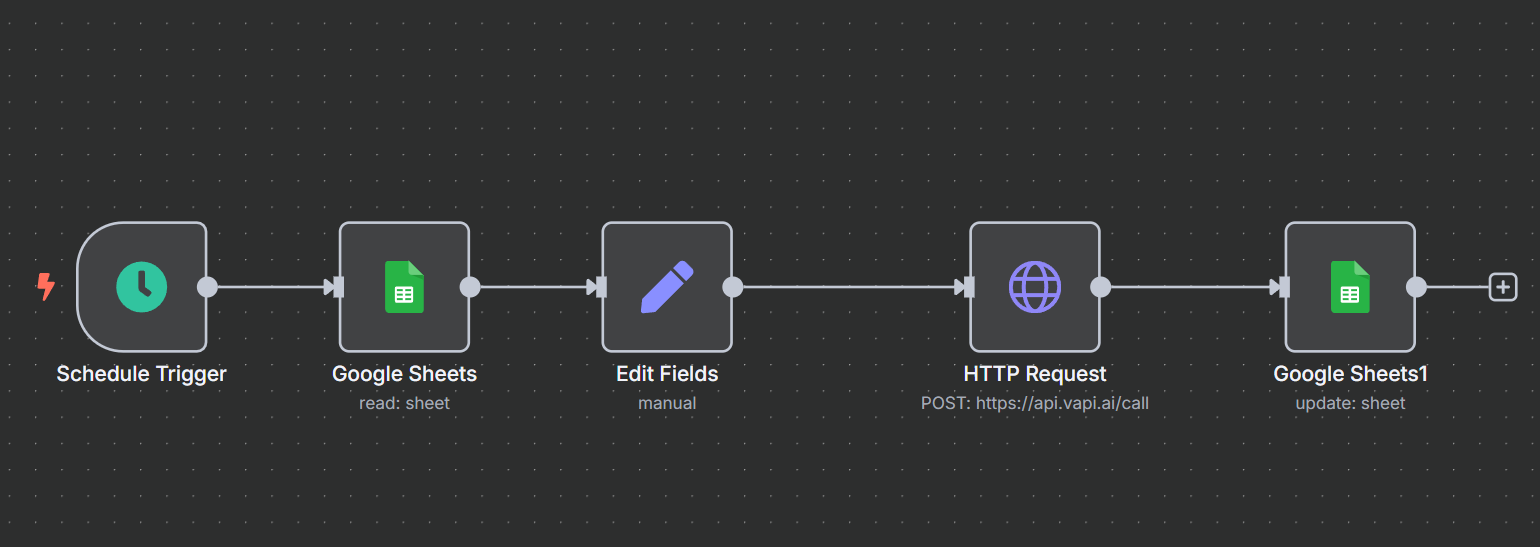 Schedule Trigger
Google Sheets
read: sheet
Edit Fields
manual
HTTP Request
POST: https://api.vapi.ai/call
Google Sheets1
update: sheet